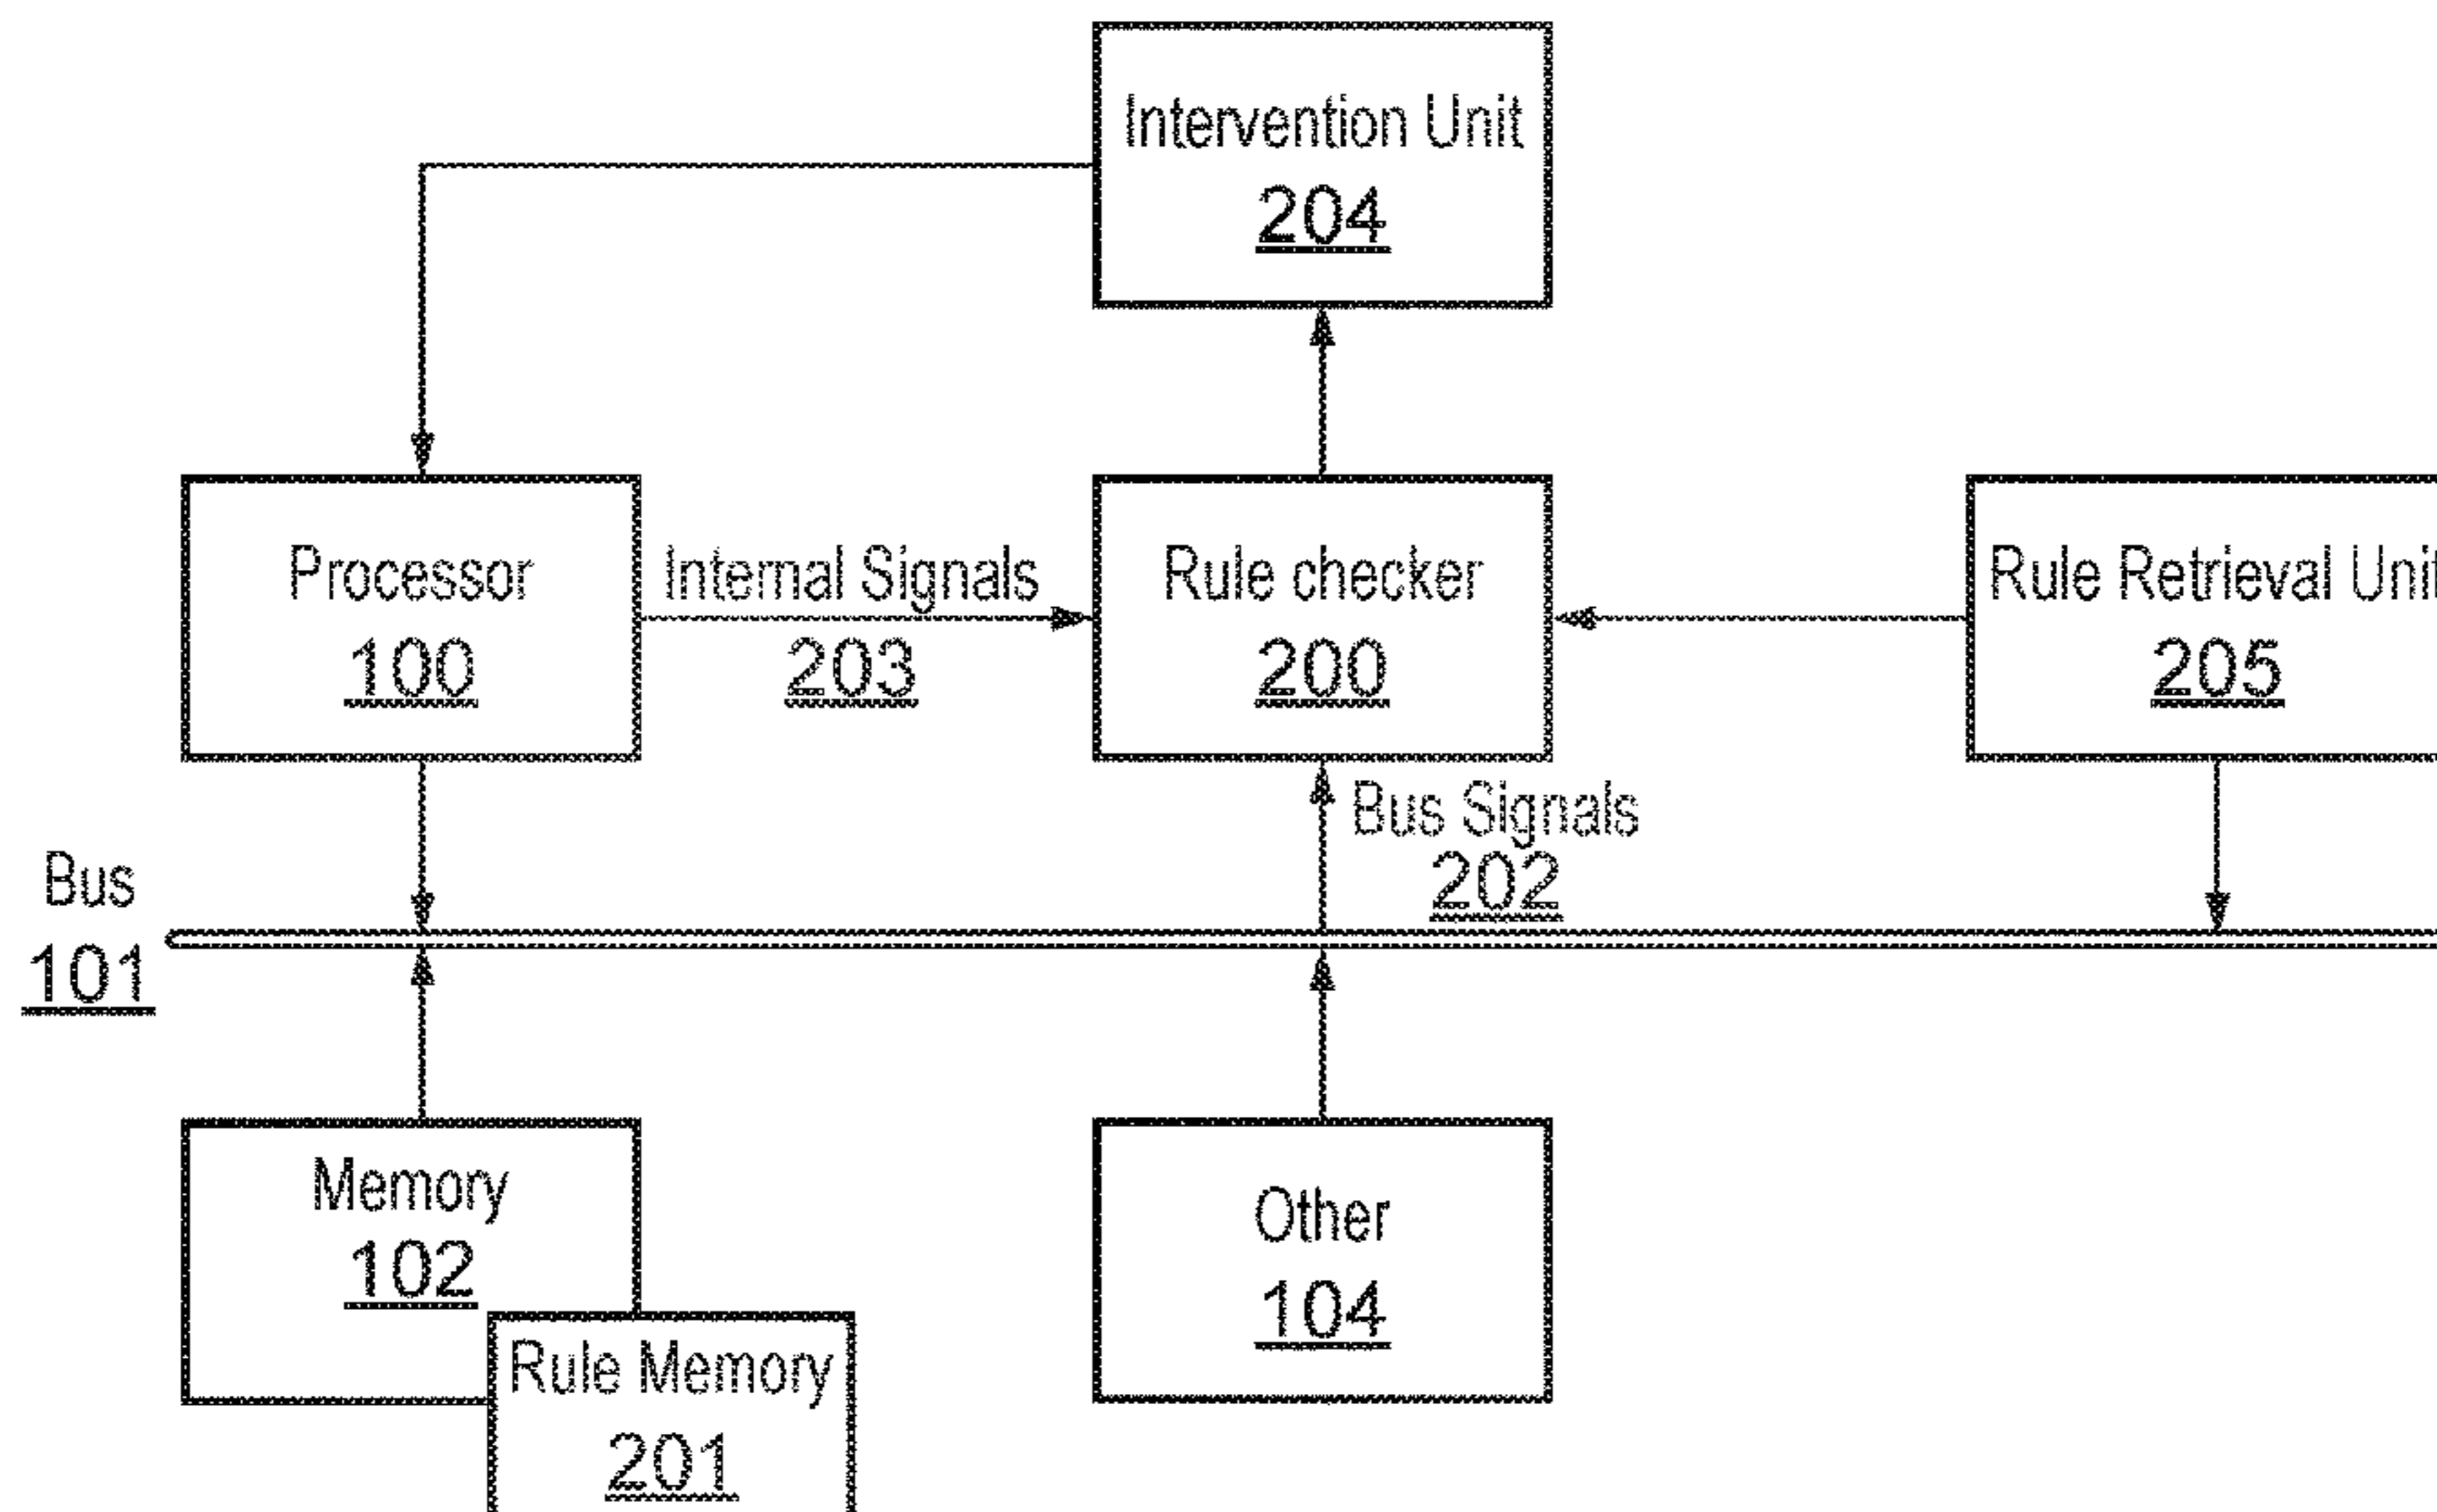 Intervention Unit
204
Processor
100
Internal Signals
203
Rule checker
200
Rule Retrieval Unit
205
Bus Signals
202
Bus
101
Memory
102
Rule Memory
201
Other
104